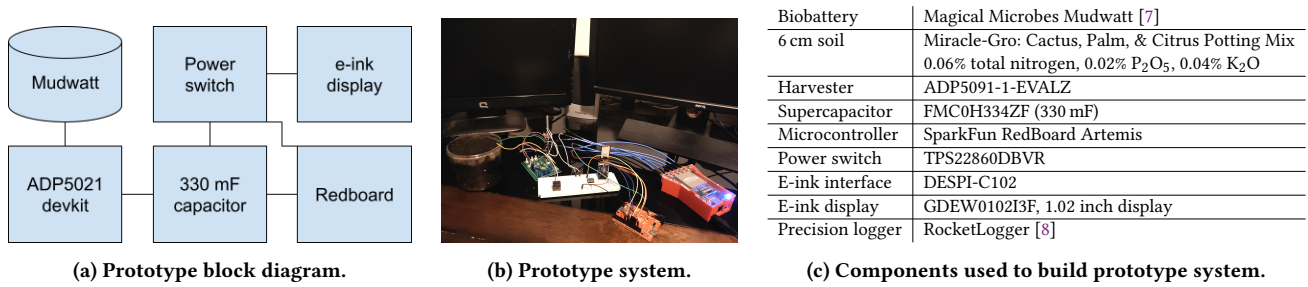 Mudwatt
Power
switch
e-ink
display
ADP5021
devkit
330 mF
capacitor
Redboard
(a) Prototype block diagram.
(b) Prototype system.
Biobattery Magical Microbes Mudwatt [7]
6 cm soil Miracle-Gro: Cactus, Palm, & Citrus Potting Mix
0.06% total nitrogen, 0.02% P₂O₅, 0.04% K₂O
Harvester ADP5091-1-EVALZ
Supercapacitor FMC0H334ZF (330 mF)
Microcontroller SparkFun RedBoard Artemis
Power switch TPS22860DBVR
E-ink interface DESPI-C102
E-ink display GDEW0102I3F, 1.02 inch display
Precision logger RocketLogger [8]
(c) Components used to build prototype system.